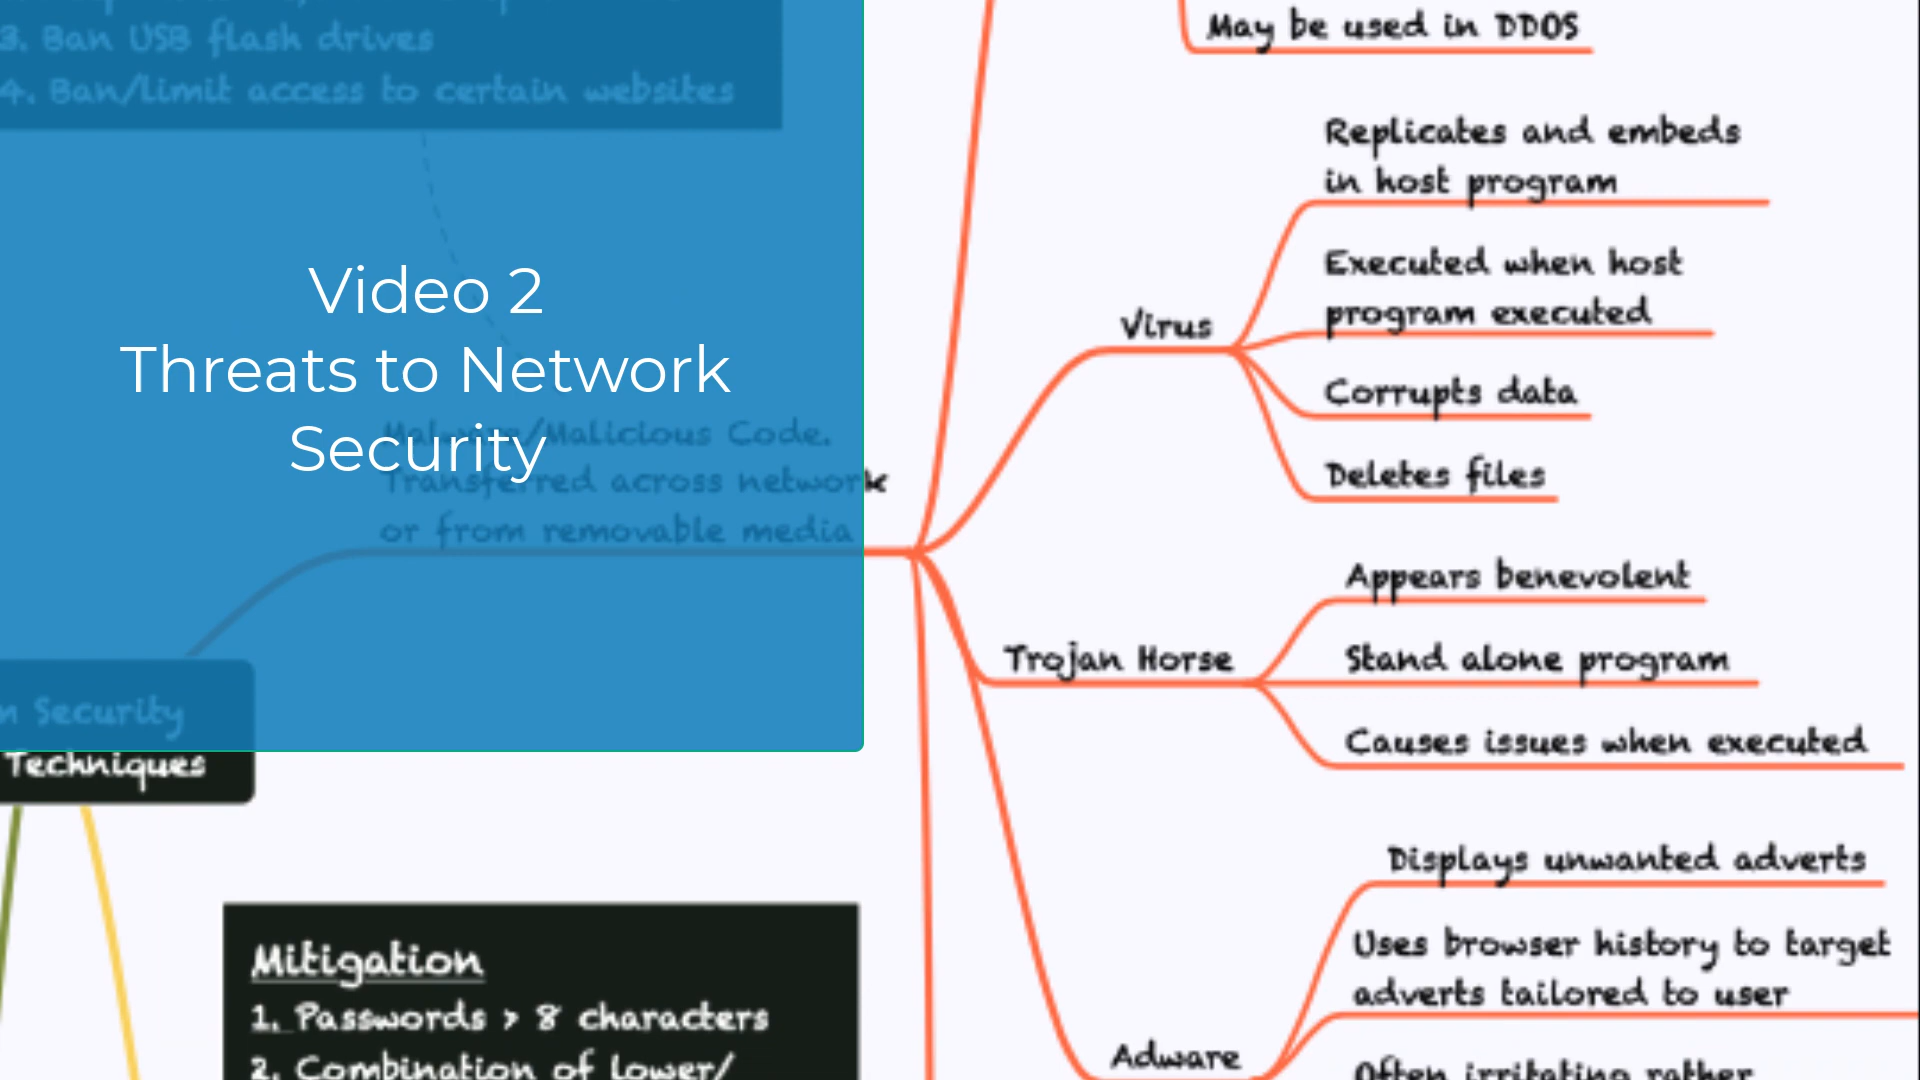 3. Ban USB flash drives
4. Ban/limit access to certain websites
Video 2
Threats to Network
Security
Malware/Malicious Code.
Transferred across network
or from removable media
Security
Techniques
Mitigation
1. Passwords > 8 characters
2. Combination of lower/
May be used in DDOS
Virus
Replicates and embeds
in host program
Executed when host
program executed
Corrupts data
Deletes files
Trojan Horse
Appears benevolent
Stand alone program
Causes issues when executed
Adware
Displays unwanted adverts
Uses browser history to target
adverts tailored to user
Often irritating rather